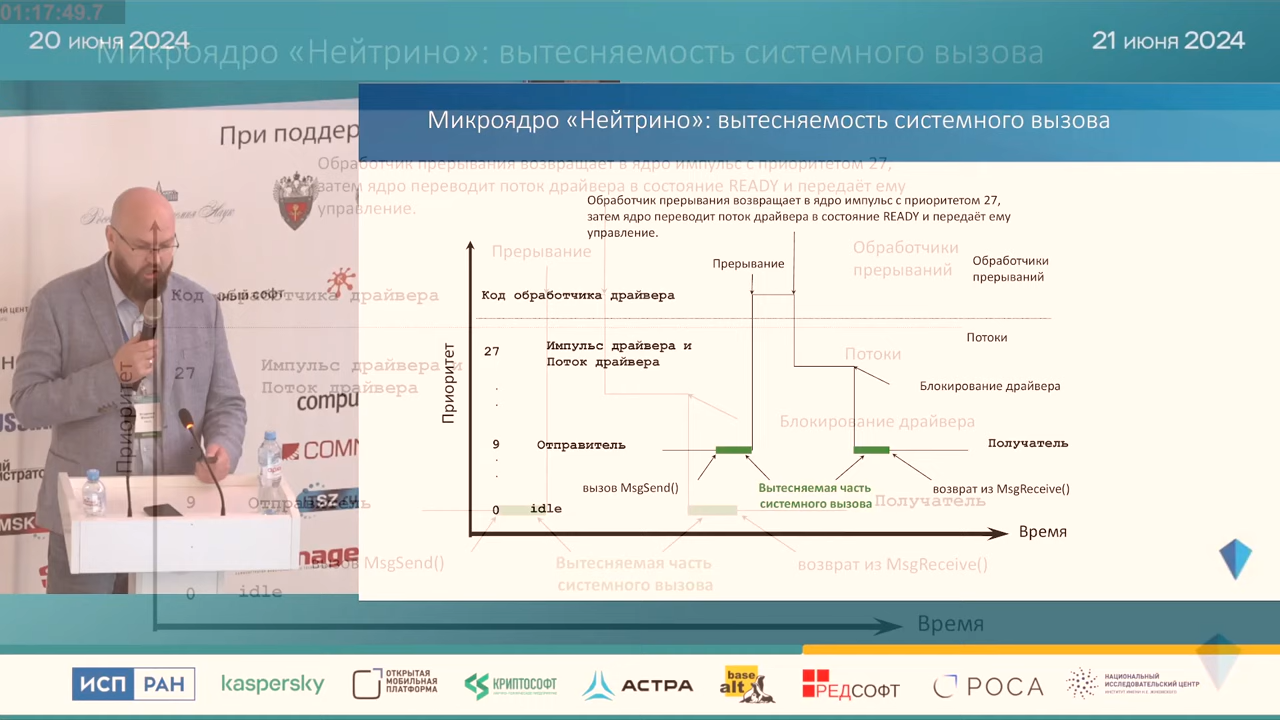 01:17:49.7
20 июня 2024
21 июня 2024
Микроядро «Нейтрино»: вытесняемость системного вызова
Микроядро «Нейтрино»: вытесняемость системного вызова
При поддер
Обработчик прерывания возвращает в ядро импульс с приоритетом 27,
затем ядро переводит поток драйвера в состояние READY и передаёт ему
управление.
Обработчик прерывания возвращает в ядро импульс с приоритетом 27,
затем ядро переводит поток драйвера в состояние READY и передаёт ему
управление.
Прерывание
Обработчики
прерываний
Прерывание
Обработчики
прерываний
Код обработчика драйвера
Код обработчика драйвера
Приоритет
27
Импульс драйвера и
Поток драйвера
Потоки
Потоки
27
Импульс драйвера и
Поток драйвера
Блокирование драйвера
Блокирование драйвера
Приоритет
9
Отправитель
Получатель
вызов MsgSend()
Вытесняемая часть
системного вызова
возврат из MsgReceive()
9
Получатель
0
idle
Время
вызов MsgSend()
Вытесняемая часть
системного вызова
возврат из MsgReceive()
0
idle
Время
ИСП РАН
kaspersky
ОТКРЫТАЯ
МОБИЛЬНАЯ
ПЛАТФОРМА
КРИПТОСОФТ
АСТРА
base
alt
РЕДСОФТ
РОСА
НАЦИОНАЛЬНЫЙ
ИССЛЕДОВАТЕЛЬСКИЙ ЦЕНТР